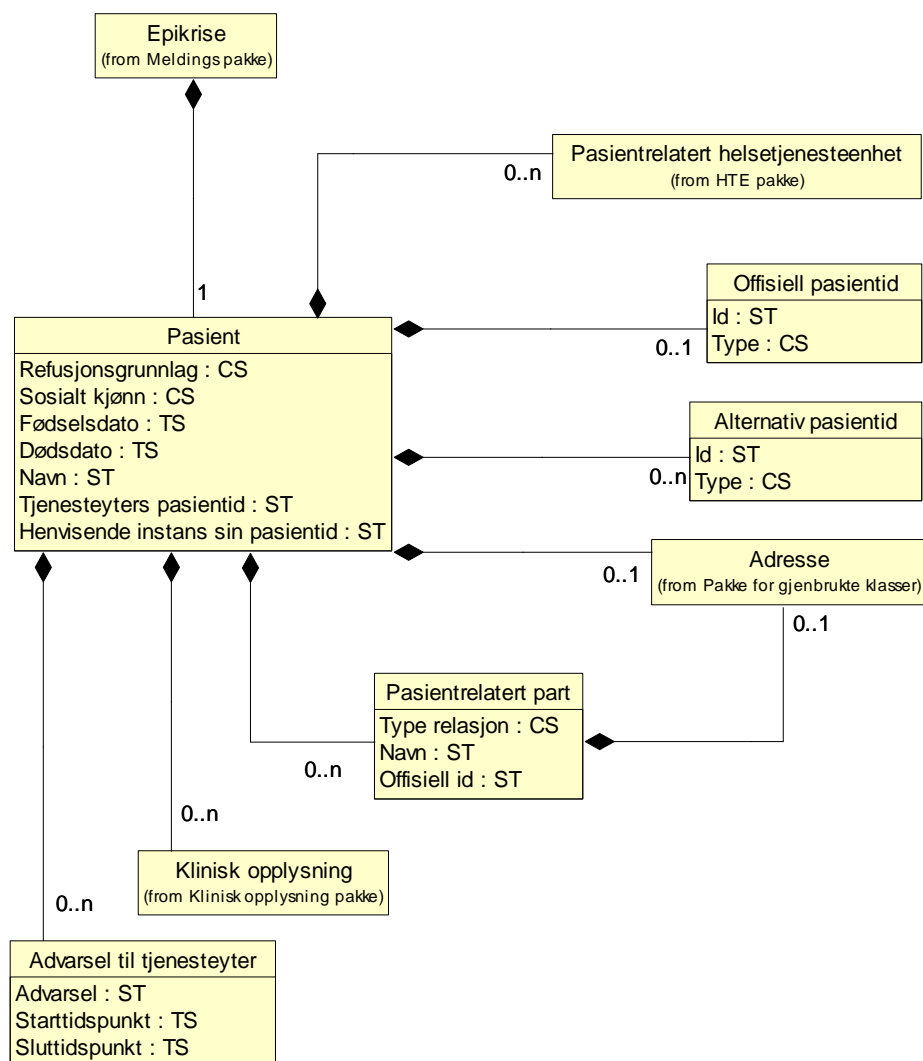 Epikrise
(from Meldingspakke)
Pasientrelatert helsetjenesteenhet
(from HTE pakke)
0..n
1
Offisiell pasientid
Id : ST
Type : CS
0..1
Pasient
Refusjonsgrunnlag : CS
Sosialt kjønn : CS
Fødselsdato : TS
Dødsdato : TS
Navn : ST
Tjenesteyters pasientid : ST
Henvisende instans sin pasientid : ST
Alternativ pasientid
Id : ST
Type : CS
0..n
Adresse
(from Pakke for gjenbrukte klasser)
0..1
0..1
Pasientrelatert part
Type relasjon : CS
Navn : ST
Offisiell id : ST
0..n
0..n
Klinisk opplysning
(from Klinisk opplysning pakke)
0..n
Advarsel til tjenesteyter
Advarsel : ST
Starttidspunkt : TS
Sluttidspunkt : TS